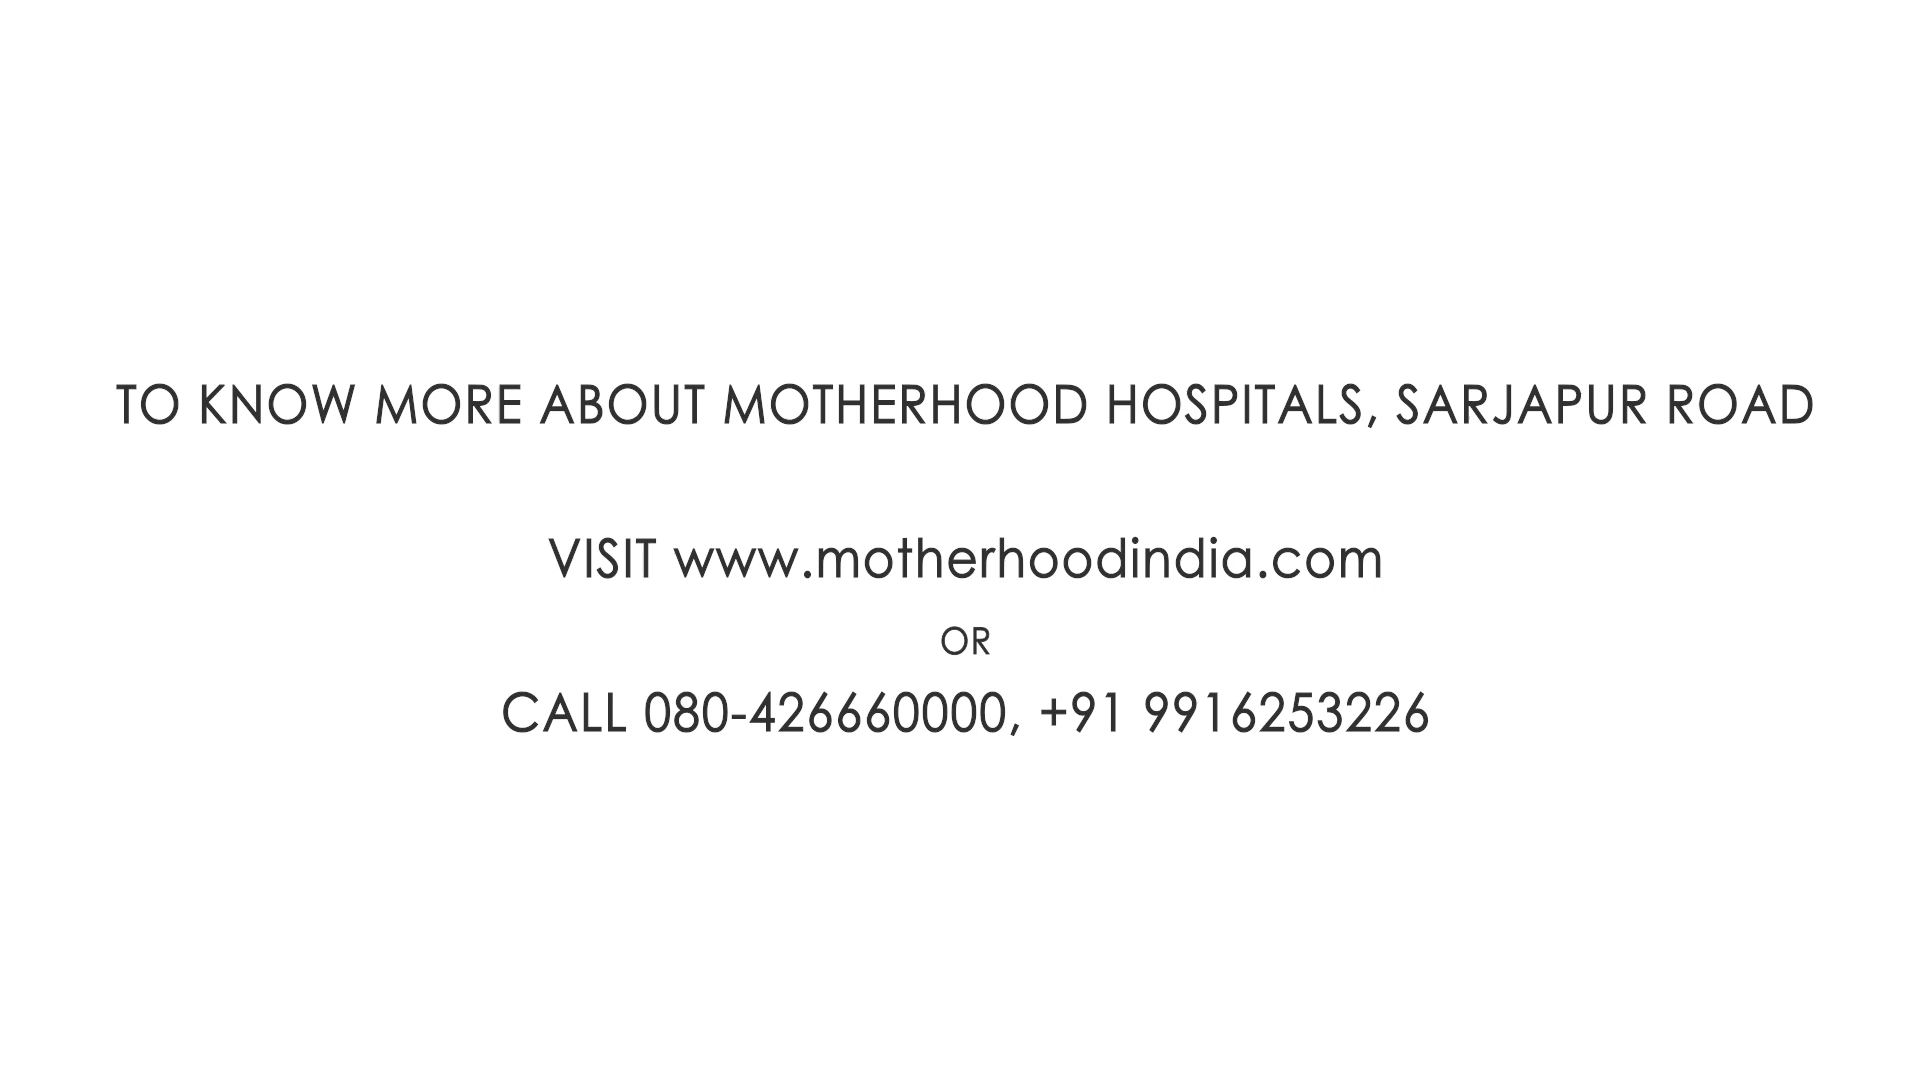 TO KNOW MORE ABOUT MOTHERHOOD HOSPITALS, SARJAPUR ROAD
VISIT www.motherhoodindia.com
OR
CALL 080-426660000, +91 9916253226